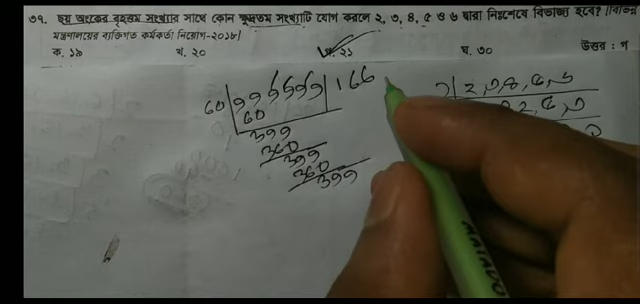 ৩৭. ছয় অংকের বৃহত্তম সংখ্যার সাথে কোন ক্ষুদ্রতম সংখ্যাটি যোগ করলে ২, ৩, ৪, ৫ ও ৬ দ্বারা নিঃশেষে বিভাজ্য হবে? [বিভিন্ন
মন্ত্রণালয়ের ব্যক্তিগত কর্মকর্তা নিয়োগ-২০১৮]
ক. ১৯ খ. ২০ গ. ২১ ঘ. ৩০ উত্তর : গ
৬০ ৯৯৯৯৯৯ ১৬৬
৬০
৩৯৯
৩৬০
৩৯৯
৩৬০
৩৯৯